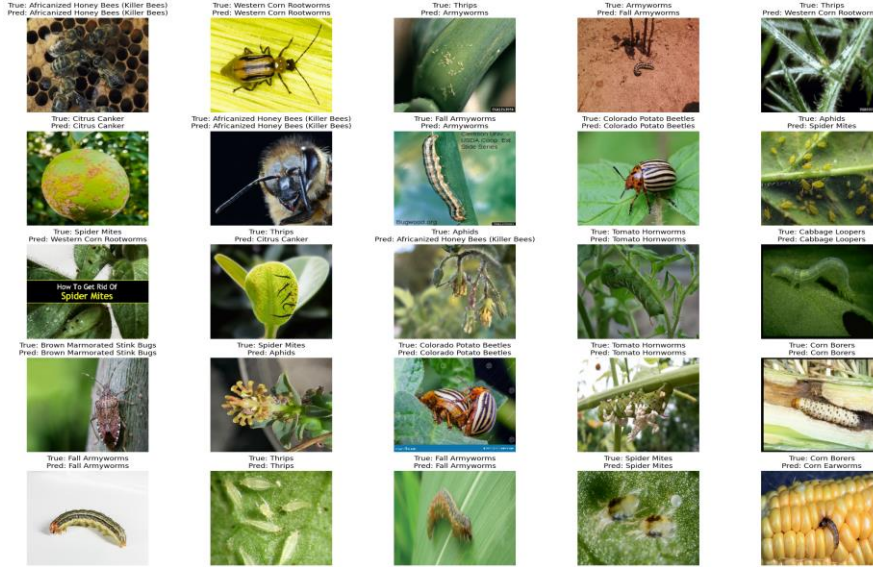 True: Africanized Honey Bees (Killer Bees)
Pred: Africanized Honey Bees (Killer Bees)
True: Western Corn Rootworms
Pred: Western Corn Rootworms
True: Thrips
Pred: Armyworms
True: Armyworms
Pred: Fall Armyworms
True: Thrips
Pred: Western Corn Rootworms
True: Citrus Canker
Pred: Citrus Canker
True: Africanized Honey Bees (Killer Bees)
Pred: Africanized Honey Bees (Killer Bees)
True: Fall Armyworms
Pred: Armyworms
USDA Coop. Ext.
Slide Series
Bugwood.org
True: Colorado Potato Beetles
Pred: Colorado Potato Beetles
True: Aphids
Pred: Spider Mites
True: Spider Mites
Pred: Western Corn Rootworms
How To Get Rid Of
Spider Mites
True: Thrips
Pred: Citrus Canker
True: Aphids
Pred: Africanized Honey Bees (Killer Bees)
True: Tomato Hornworms
Pred: Tomato Hornworms
True: Cabbage Loopers
Pred: Cabbage Loopers
True: Brown Marmorated Stink Bugs
Pred: Brown Marmorated Stink Bugs
True: Spider Mites
Pred: Aphids
True: Colorado Potato Beetles
Pred: Colorado Potato Beetles
True: Tomato Hornworms
Pred: Tomato Hornworms
True: Corn Borers
Pred: Corn Borers
True: Fall Armyworms
Pred: Fall Armyworms
True: Thrips
Pred: Thrips
True: Fall Armyworms
Pred: Fall Armyworms
True: Spider Mites
Pred: Spider Mites
True: Corn Borers
Pred: Corn Earworms